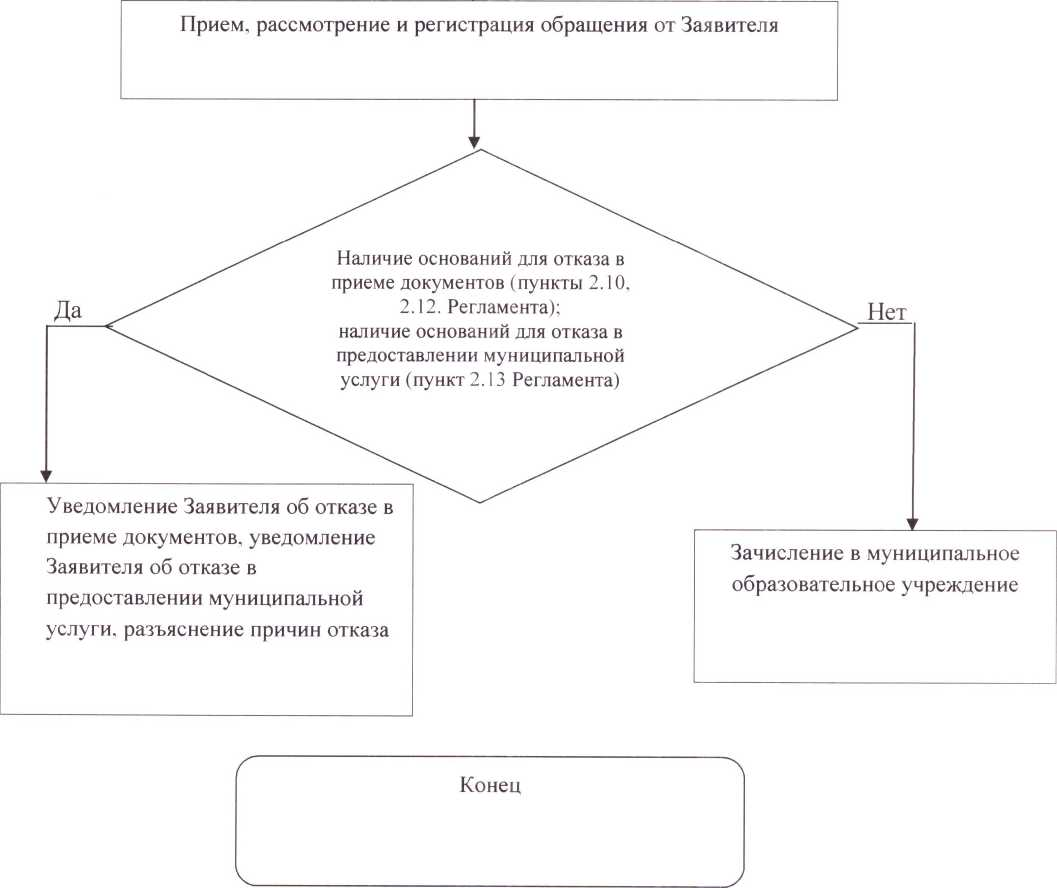 Прием, рассмотрение и регистрация обращения от Заявителя
Наличие оснований для отказа в
приеме документов (пункты 2.10,
2.12. Регламента);
наличие оснований для отказа в
предоставлении муниципальной
услуги (пункт 2.13 Регламента)
Да
Нет
Уведомление Заявителя об отказе в
приеме документов, уведомление
Заявителя об отказе в
предоставлении муниципальной
услуги, разъяснение причин отказа
Зачисление в муниципальное
образовательное учреждение
Конец